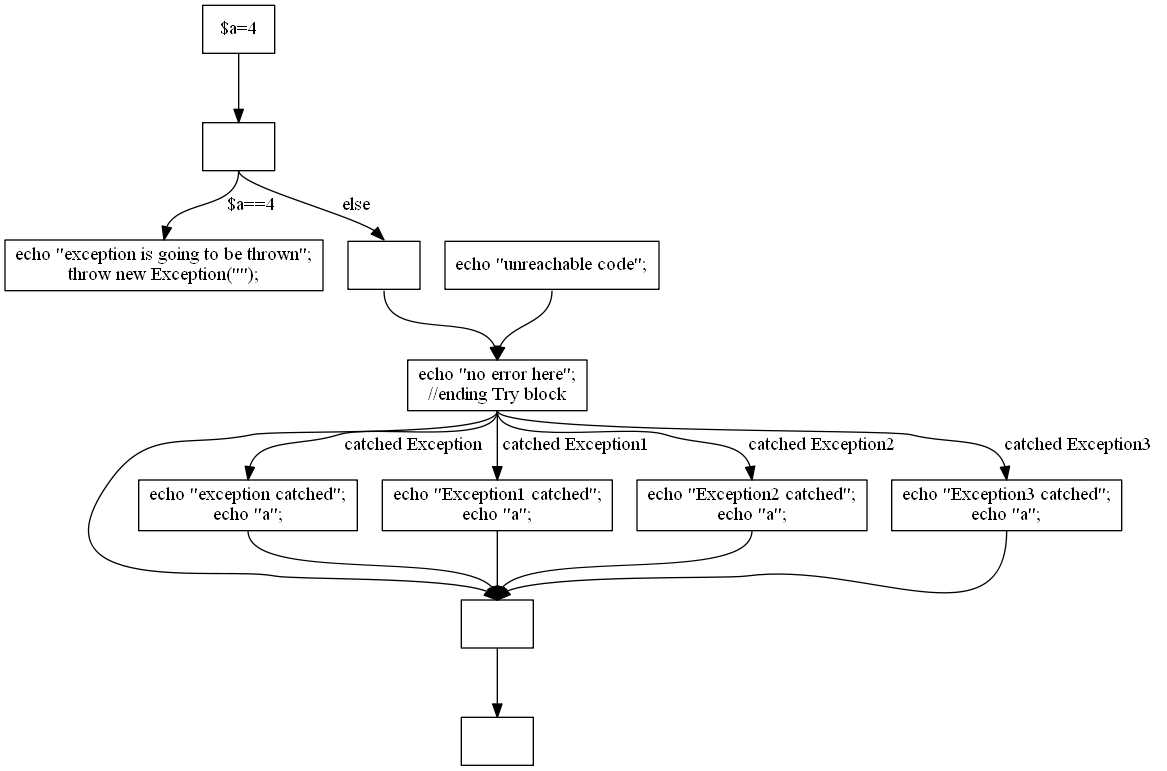 $a=4
$a==4
else
echo "exception is going to be thrown";
throw new Exception("");
echo "unreachable code";
echo "no error here";
//ending Try block
catched Exception
catched Exception1
catched Exception2
catched Exception3
echo "exception catched";
echo "a";
echo "Exception1 catched";
echo "a";
echo "Exception2 catched";
echo "a";
echo "Exception3 catched";
echo "a";